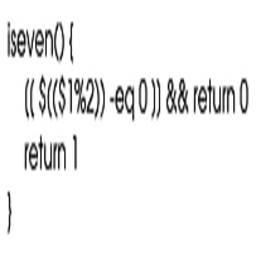 iseven() {
(( $(($1%2)) -eq 0 )) && return 0
return 1
}